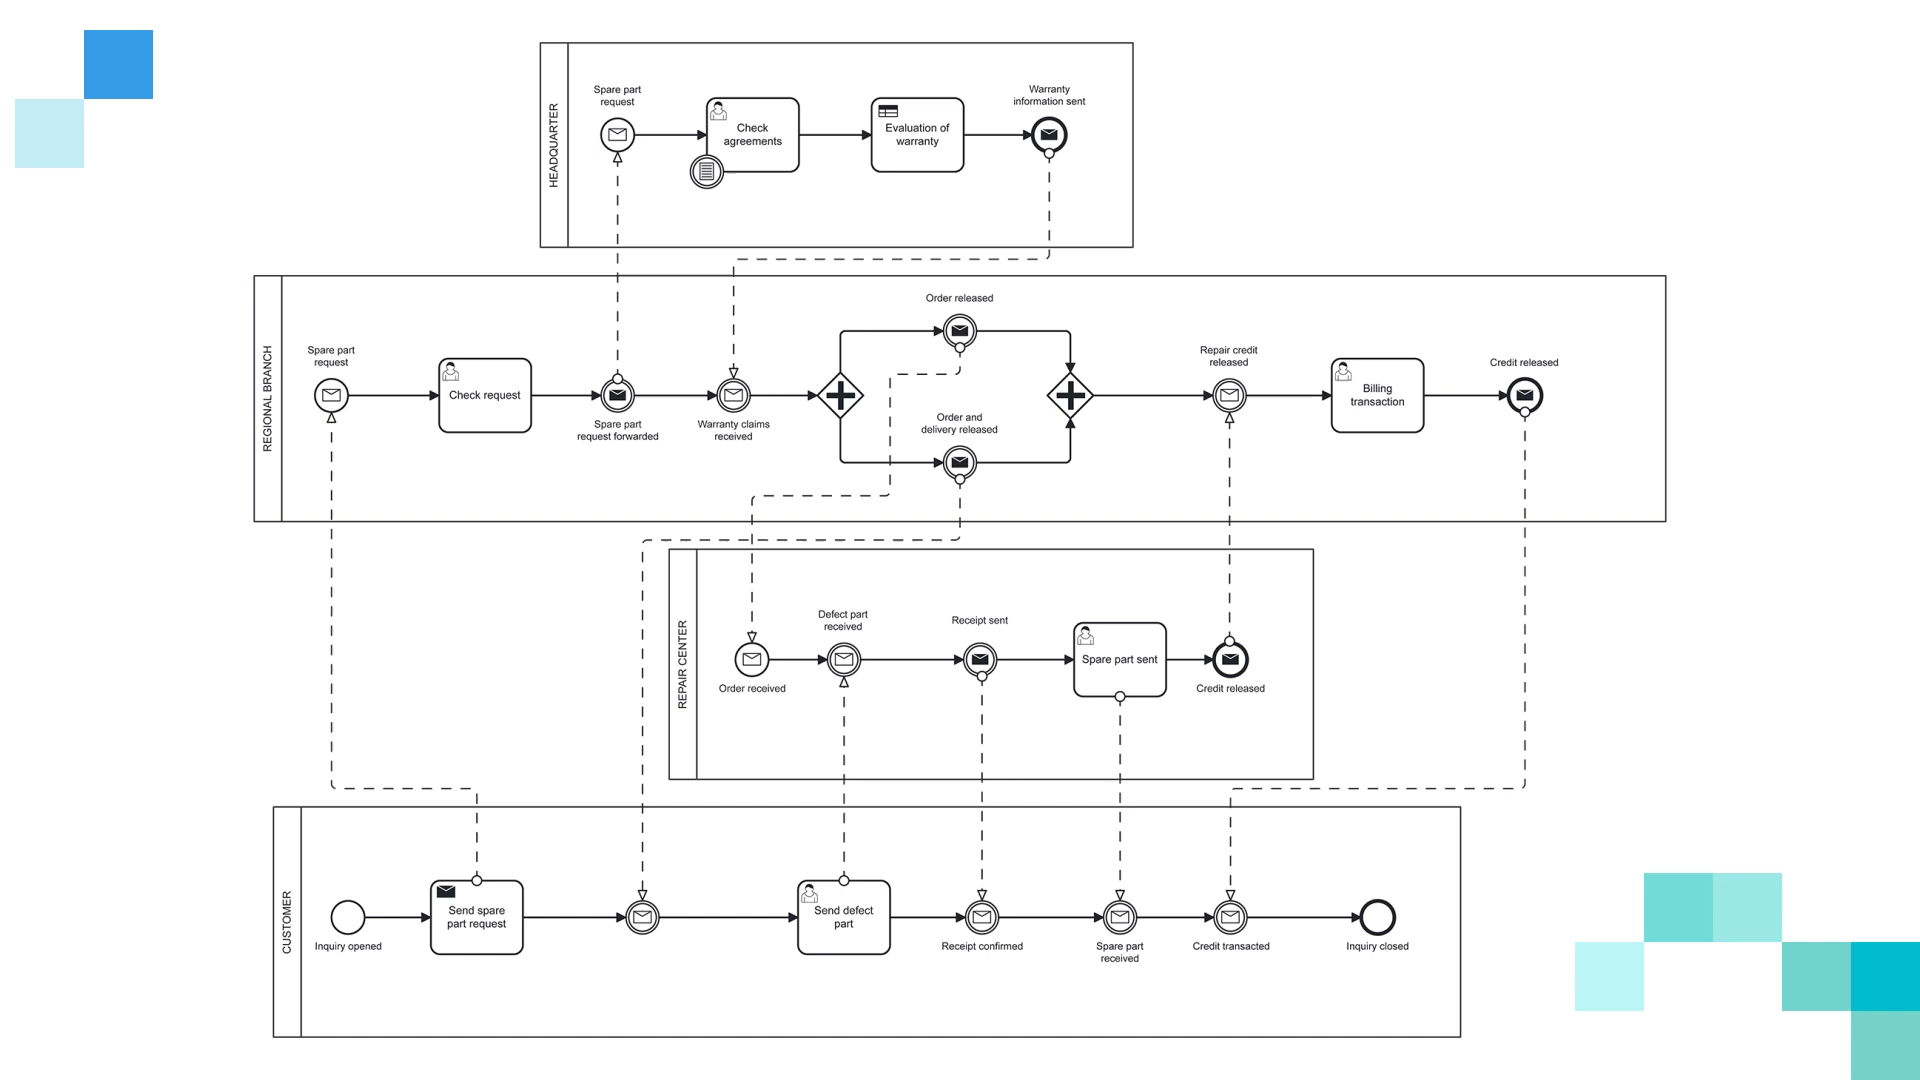 HEADQUARTER
Spare part
request
Check
agreements
Evaluation of
warranty
Warranty
information sent
REGIONAL BRANCH
Spare part
request
Check request
Spare part
request forwarded
Warranty claims
received
Order released
Order and
delivery released
Repair credit
released
Billing
transaction
Credit released
REPAIR CENTER
Order received
Defect part
received
Receipt sent
Spare part sent
Credit released
CUSTOMER
Inquiry opened
Send spare
part request
Send defect
part
Receipt confirmed
Spare part
received
Credit transacted
Inquiry closed